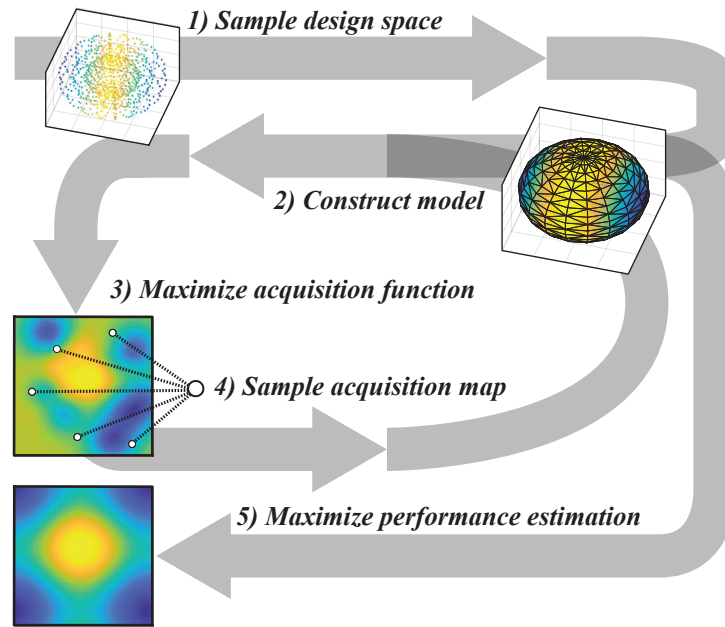 1) Sample design space
2) Construct model
3) Maximize acquisition function
4) Sample acquisition map
5) Maximize performance estimation